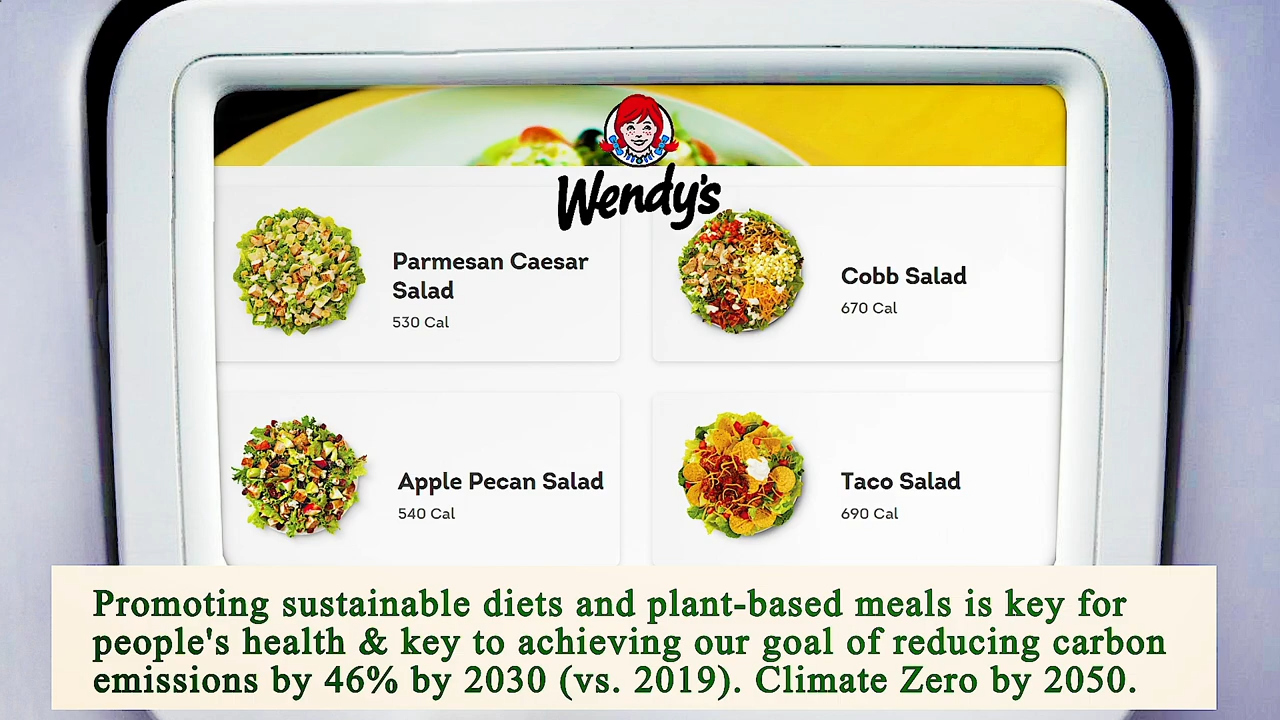 Wendy's
Parmesan Caesar
Salad
530 Cal
Cobb Salad
670 Cal
Apple Pecan Salad
540 Cal
Taco Salad
690 Cal
Promoting sustainable diets and plant-based meals is key for
people's health & key to achieving our goal of reducing carbon
emissions by 46% by 2030 (vs. 2019). Climate Zero by 2050.